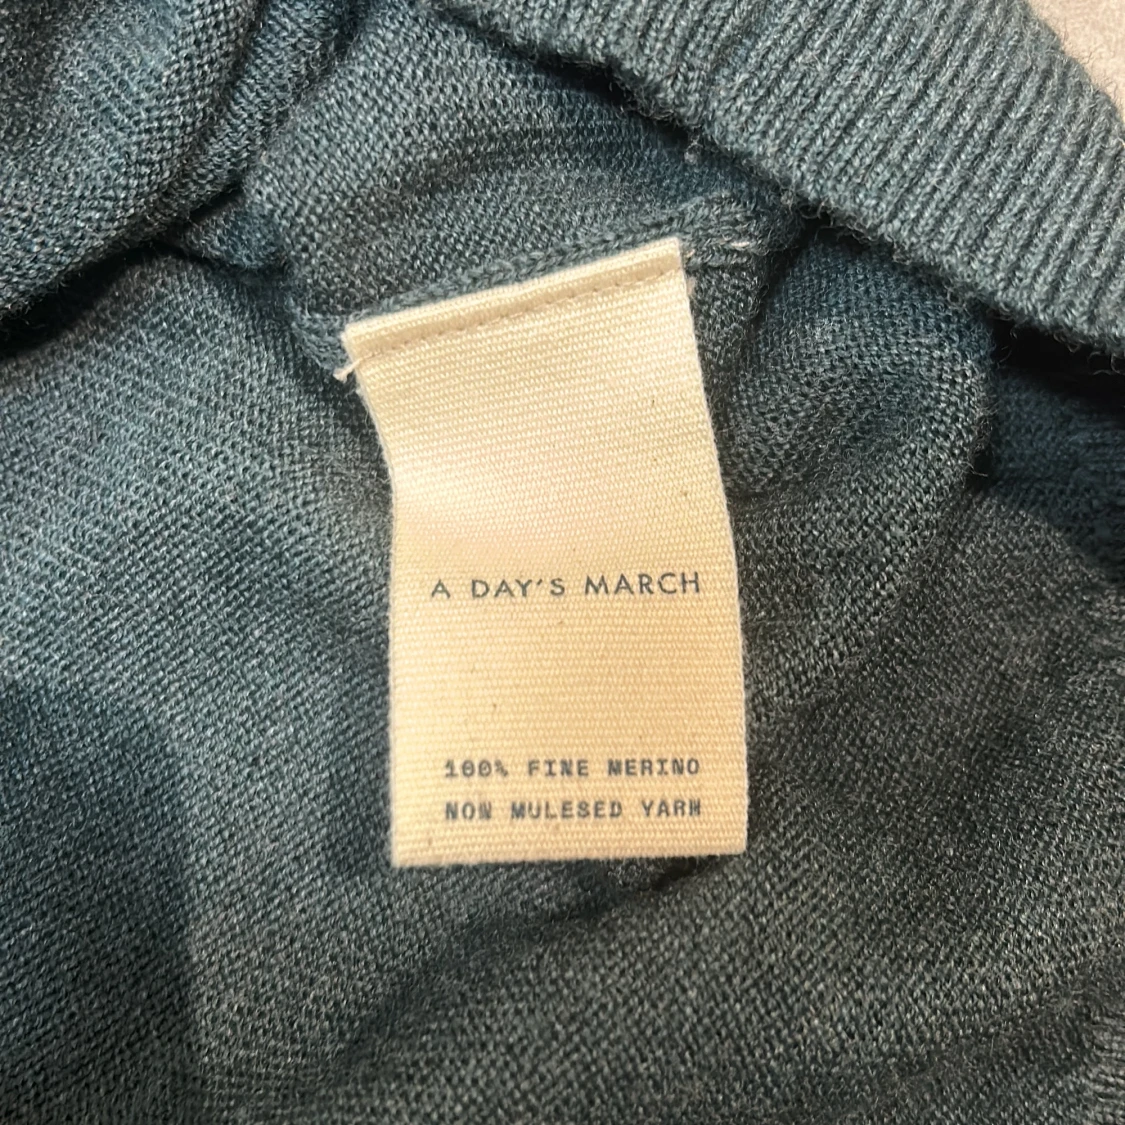 A DAY'S MARCH
100% FINE MERINO
NON MULESED YARN